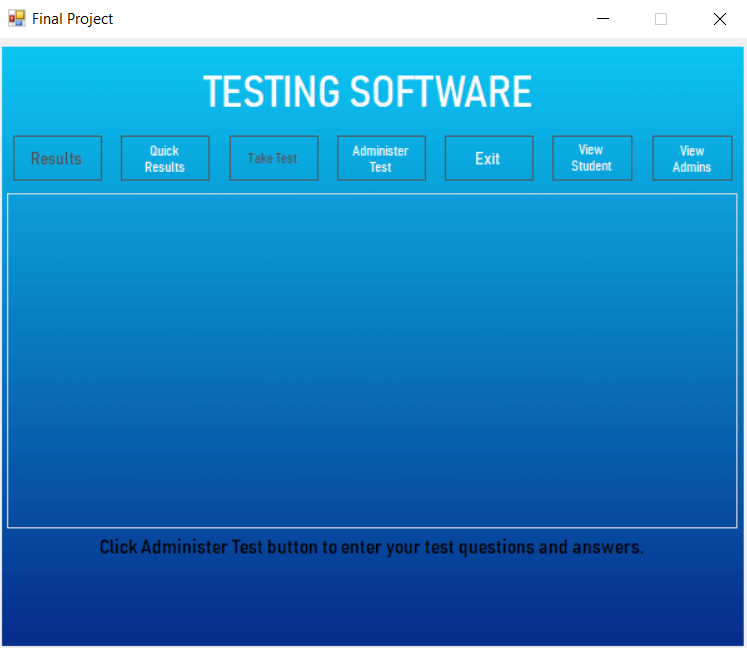 Final Project
TESTING SOFTWARE
Results
Quick
Results
Take Test
Administer
Test
Exit
View
Student
View
Admins
Click Administer Test button to enter your test questions and answers.